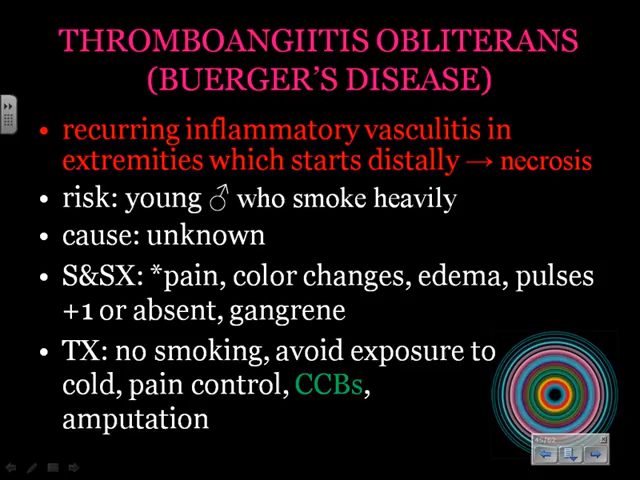 THROMBOANGIITIS OBLITERANS
(BUERGER’S DISEASE)
• recurring inflammatory vasculitis in
extremities which starts distally → necrosis
• risk: young ♂ who smoke heavily
• cause: unknown
• S&SX: *pain, color changes, edema, pulses
+1 or absent, gangrene
• TX: no smoking, avoid exposure to
cold, pain control, CCBs,
amputation
45/62